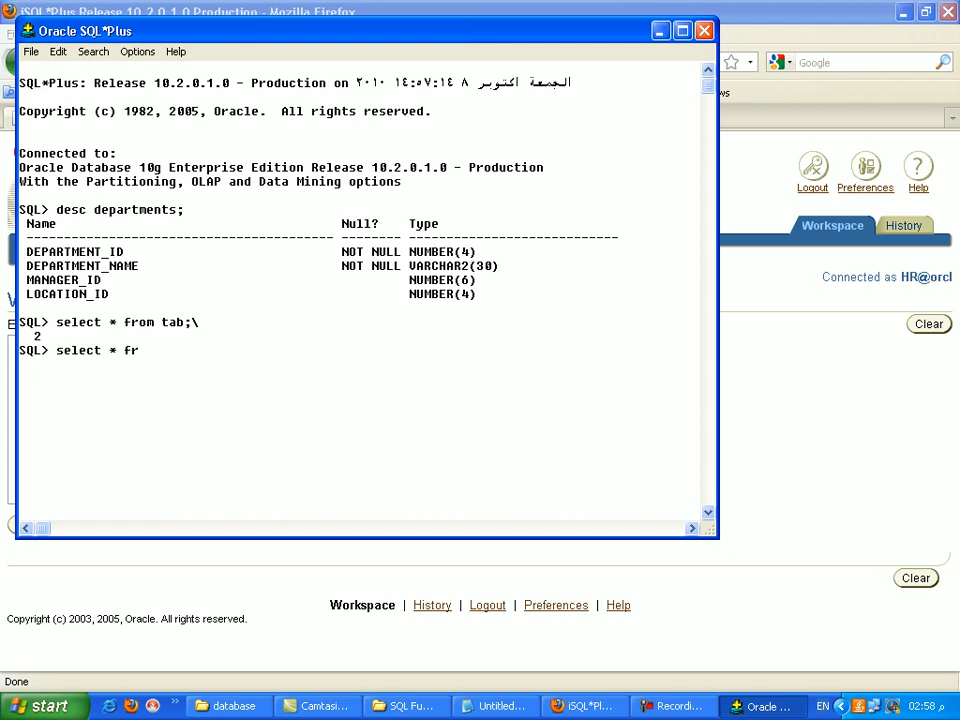 iSQL*Plus Release 10.2.0.1.0 Production - Mozilla Firefox
Oracle SQL*Plus
File Edit Search Options Help
SQL*Plus: Release 10.2.0.1.0 - Production on الجمعة اكتوبر ٨ ١٤:٥٧:١٤ ٢٠١٠
Copyright (c) 1982, 2005, Oracle.  All rights reserved.
Connected to:
Oracle Database 10g Enterprise Edition Release 10.2.0.1.0 - Production
With the Partitioning, OLAP and Data Mining options
SQL> desc departments;
Name Null? Type
----------------------------------------- -------- ----------------------------
DEPARTMENT_ID NOT NULL NUMBER(4)
DEPARTMENT_NAME NOT NULL VARCHAR2(30)
MANAGER_ID NUMBER(6)
LOCATION_ID NUMBER(4)
SQL> select * from tab;\
2
SQL> select * fr
Google
Logout Preferences Help
Workspace History
Connected as HR@orcl
Clear
Clear
Workspace | History | Logout | Preferences | Help
Copyright (c) 2003, 2005, Oracle. All rights reserved.
Done
start
database
Camtasi...
SQL Fu...
Untitled...
iSQL*Pl...
Recordi...
Oracle ...
EN
02:58 م